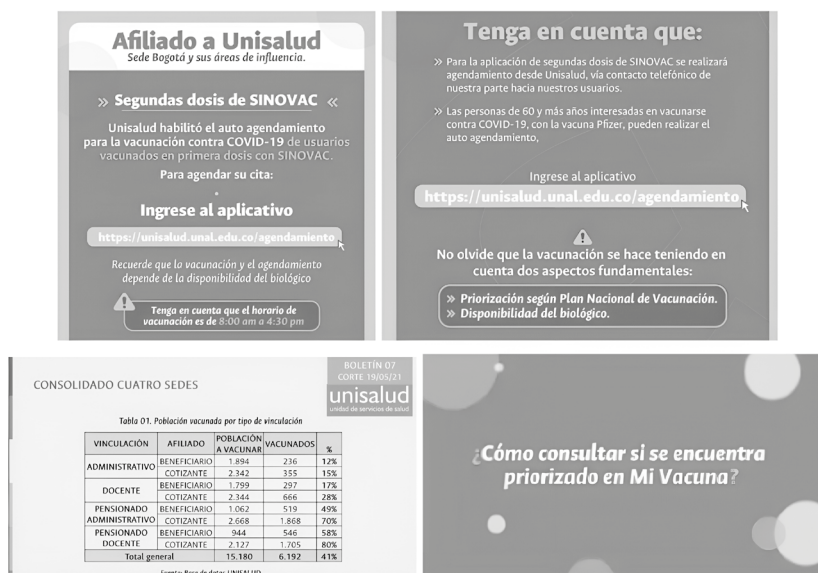 Afiliado a Unisalud
Sede Bogotá y sus áreas de influencia.
» Segundas dosis de SINOVAC «
Unisalud habilitó el auto agendamiento
para la vacunación contra COVID-19 de usuarios
vacunados en primera dosis con SINOVAC.
Para agendar su cita:
Ingrese al aplicativo
https://unisalud.unal.edu.co/agendamiento
Recuerde que la vacunación y el agendamiento
depende de la disponibilidad del biológico
Tenga en cuenta que el horario de
vacunación es de 8:00 am a 4:30 pm
Tenga en cuenta que:
» Para la aplicación de segundas dosis de SINOVAC se realizará
agendamiento desde Unisalud, vía contacto telefónico de
nuestra parte hacia nuestros usuarios.
» Las personas de 60 y más años interesadas en vacunarse
contra COVID-19, con la vacuna Pfizer, pueden realizar el
auto agendamiento,
Ingrese al aplicativo
https://unisalud.unal.edu.co/agendamiento
No olvide que la vacunación se hace teniendo en
cuenta dos aspectos fundamentales:
» Priorización según Plan Nacional de Vacunación.
» Disponibilidad del biológico.
CONSOLIDADO CUATRO SEDES
BOLETÍN 07
CORTE 19/05/21
unisalud
unidad de servicios de salud
Tabla 01. Población vacunada por tipo de vinculación
VINCULACIÓN AFILIADO POBLACIÓN A VACUNAR VACUNADOS %
ADMINISTRATIVO BENEFICIARIO 1.894 236 12%
COTIZANTE 2.342 355 15%
DOCENTE BENEFICIARIO 1.799 297 17%
COTIZANTE 2.344 666 28%
PENSIONADO ADMINISTRATIVO BENEFICIARIO 1.062 519 49%
COTIZANTE 2.668 1.868 70%
PENSIONADO DOCENTE BENEFICIARIO 944 546 58%
COTIZANTE 2.127 1.705 80%
Total general 15.180 6.192 41%
Fuente: Base de datos UNISALUD
¿Cómo consultar si se encuentra
priorizado en Mi Vacuna?